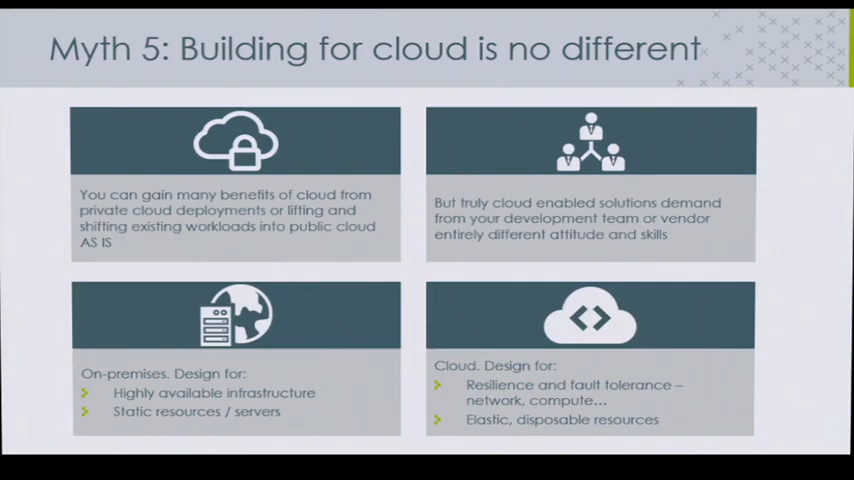 Myth 5: Building for cloud is no different
You can gain many benefits of cloud from
private cloud deployments or lifting and
shifting existing workloads into public cloud
AS IS
But truly cloud enabled solutions demand
from your development team or vendor
entirely different attitude and skills
On-premises. Design for:
Highly available infrastructure
Static resources / servers
Cloud. Design for:
Resilience and fault tolerance –
network, compute...
Elastic, disposable resources